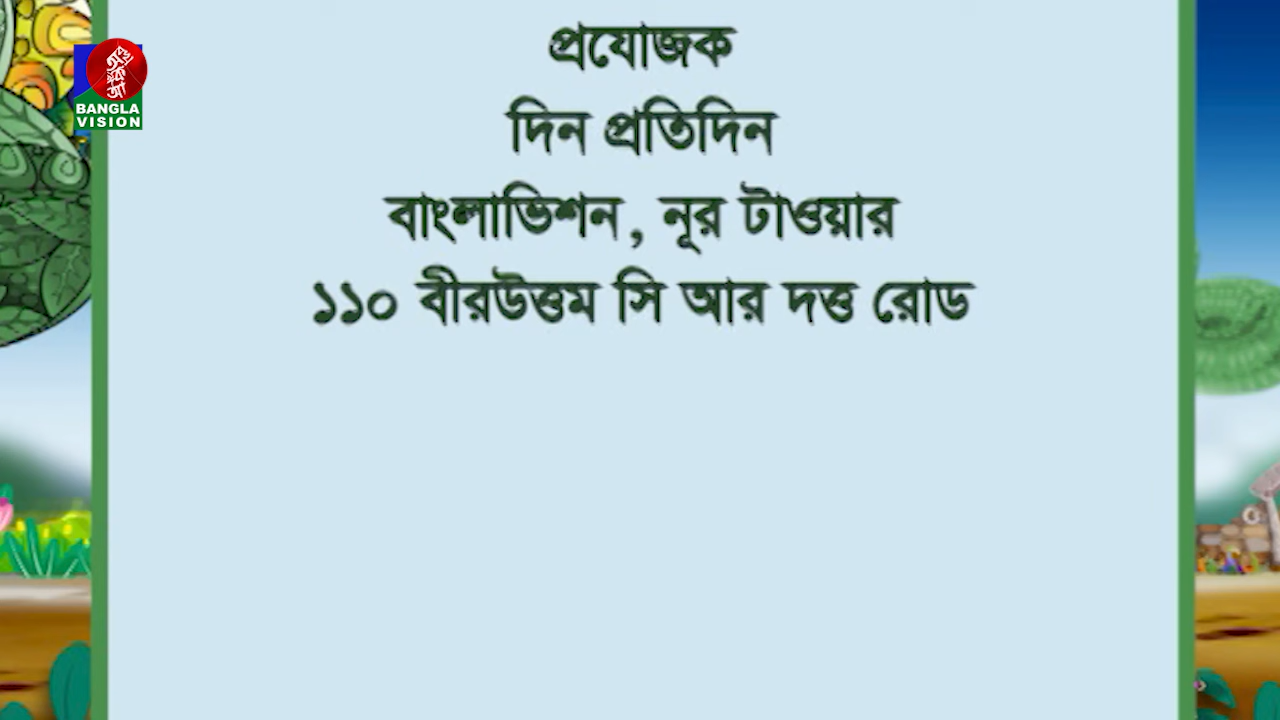 BANGLA
VISION
প্রযোজক
দিন প্রতিদিন
বাংলাভিশন, নূর টাওয়ার
১১০ বীরউত্তম সি আর দত্ত রোড